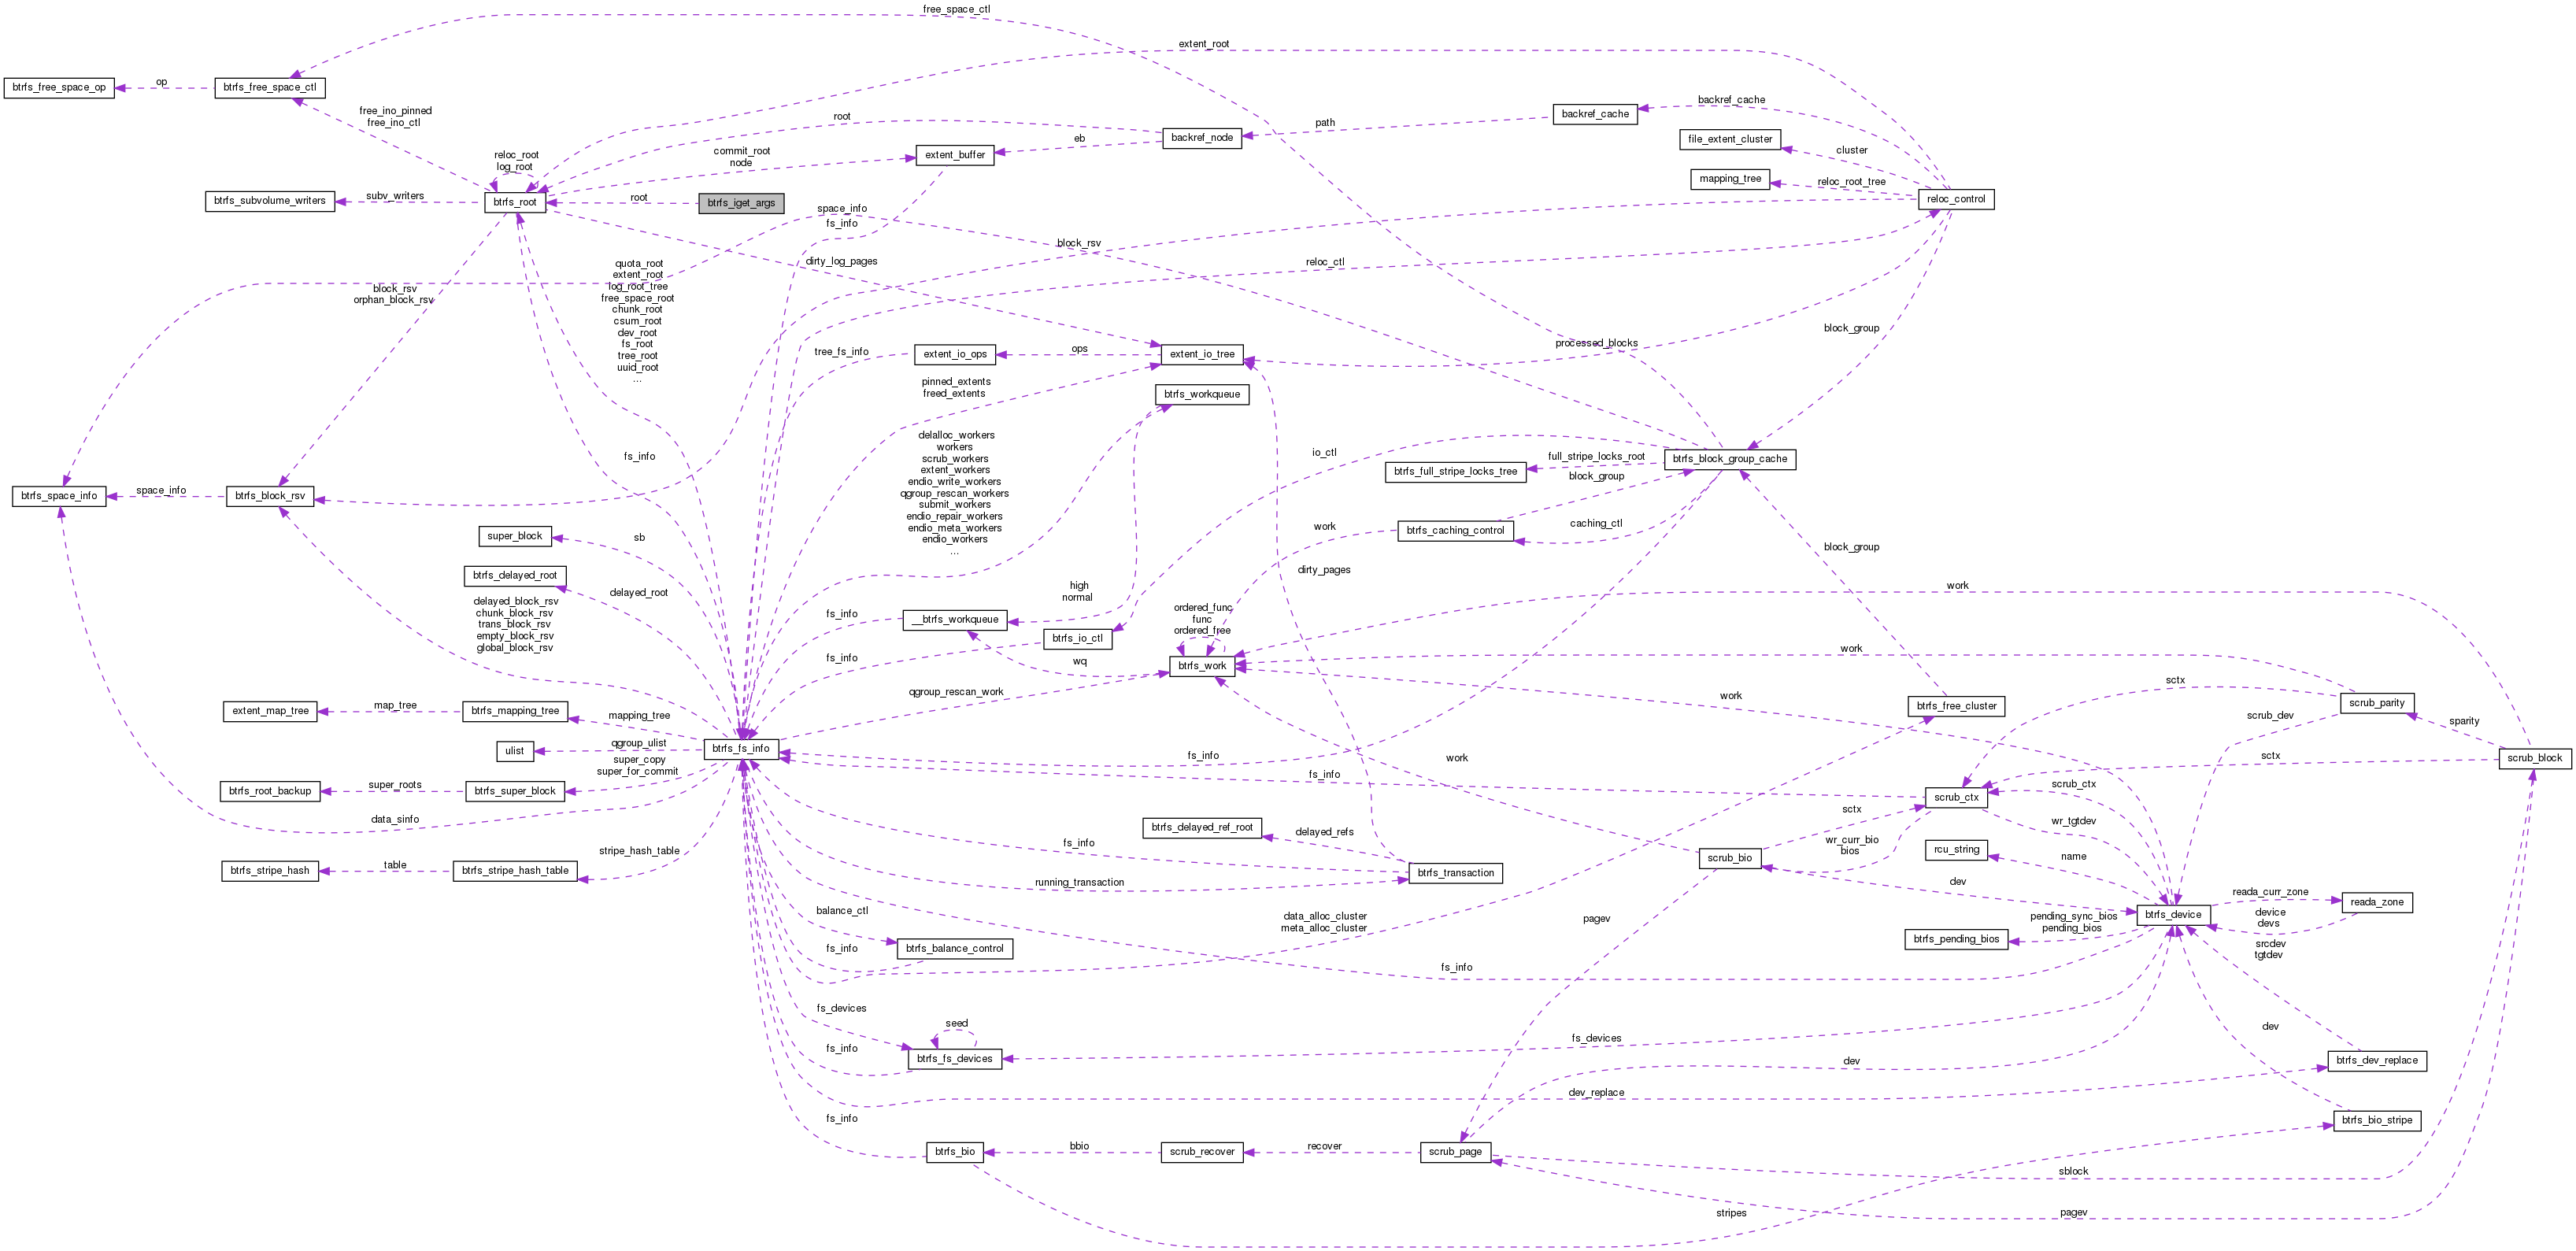 free_space_ctl
extent_root
btrfs_free_space_op
op
btrfs_free_space_ctl
free_ino_pinned
free_ino_ctl
root
backref_node
path
backref_cache
backref_cache
file_extent_cluster
cluster
mapping_tree
reloc_root_tree
reloc_control
reloc_root
log_root
commit_root
node
extent_buffer
eb
btrfs_subvolume_writers
subv_writers
btrfs_root
root
btrfs_iget_args
space_info
fs_info
block_rsv
reloc_ctl
dirty_log_pages
block_rsv
orphan_block_rsv
quota_root
extent_root
log_root_tree
free_space_root
chunk_root
csum_root
dev_root
fs_root
tree_root
uuid_root
...
tree_fs_info
extent_io_ops
ops
extent_io_tree
processed_blocks
block_group
pinned_extents
freed_extents
btrfs_workqueue
delalloc_workers
workers
scrub_workers
extent_workers
endio_write_workers
qgroup_rescan_workers
submit_workers
endio_repair_workers
endio_meta_workers
endio_workers
...
fs_info
io_ctl
btrfs_full_stripe_locks_tree
full_stripe_locks_root
btrfs_block_group_cache
block_group
btrfs_space_info
space_info
btrfs_block_rsv
super_block
sb
work
btrfs_caching_control
caching_ctl
block_group
btrfs_delayed_root
delayed_root
dirty_pages
high
normal
work
delayed_block_rsv
chunk_block_rsv
trans_block_rsv
empty_block_rsv
global_block_rsv
fs_info
__btrfs_workqueue
btrfs_io_ctl
ordered_func
func
ordered_free
fs_info
wq
btrfs_work
work
sctx
work
scrub_parity
qgroup_rescan_work
btrfs_free_cluster
scrub_dev
sparity
extent_map_tree
map_tree
btrfs_mapping_tree
mapping_tree
ulist
qgroup_ulist
btrfs_fs_info
fs_info
work
sctx
scrub_block
btrfs_root_backup
super_roots
btrfs_super_block
super_copy
super_for_commit
fs_info
scrub_ctx
scrub_ctx
data_sinfo
sctx
wr_tgtdev
btrfs_delayed_ref_root
delayed_refs
fs_info
wr_curr_bio
bios
rcu_string
name
btrfs_stripe_hash
table
btrfs_stripe_hash_table
stripe_hash_table
running_transaction
btrfs_transaction
scrub_bio
dev
reada_curr_zone
reada_zone
balance_ctl
data_alloc_cluster
meta_alloc_cluster
pagev
btrfs_device
device
devs
pending_sync_bios
pending_bios
btrfs_pending_bios
fs_info
btrfs_balance_control
fs_info
srcdev
tgtdev
fs_devices
seed
fs_info
btrfs_fs_devices
fs_devices
dev
dev
btrfs_dev_replace
dev_replace
fs_info
btrfs_bio_stripe
btrfs_bio
bbio
scrub_recover
recover
scrub_page
sblock
stripes
pagev